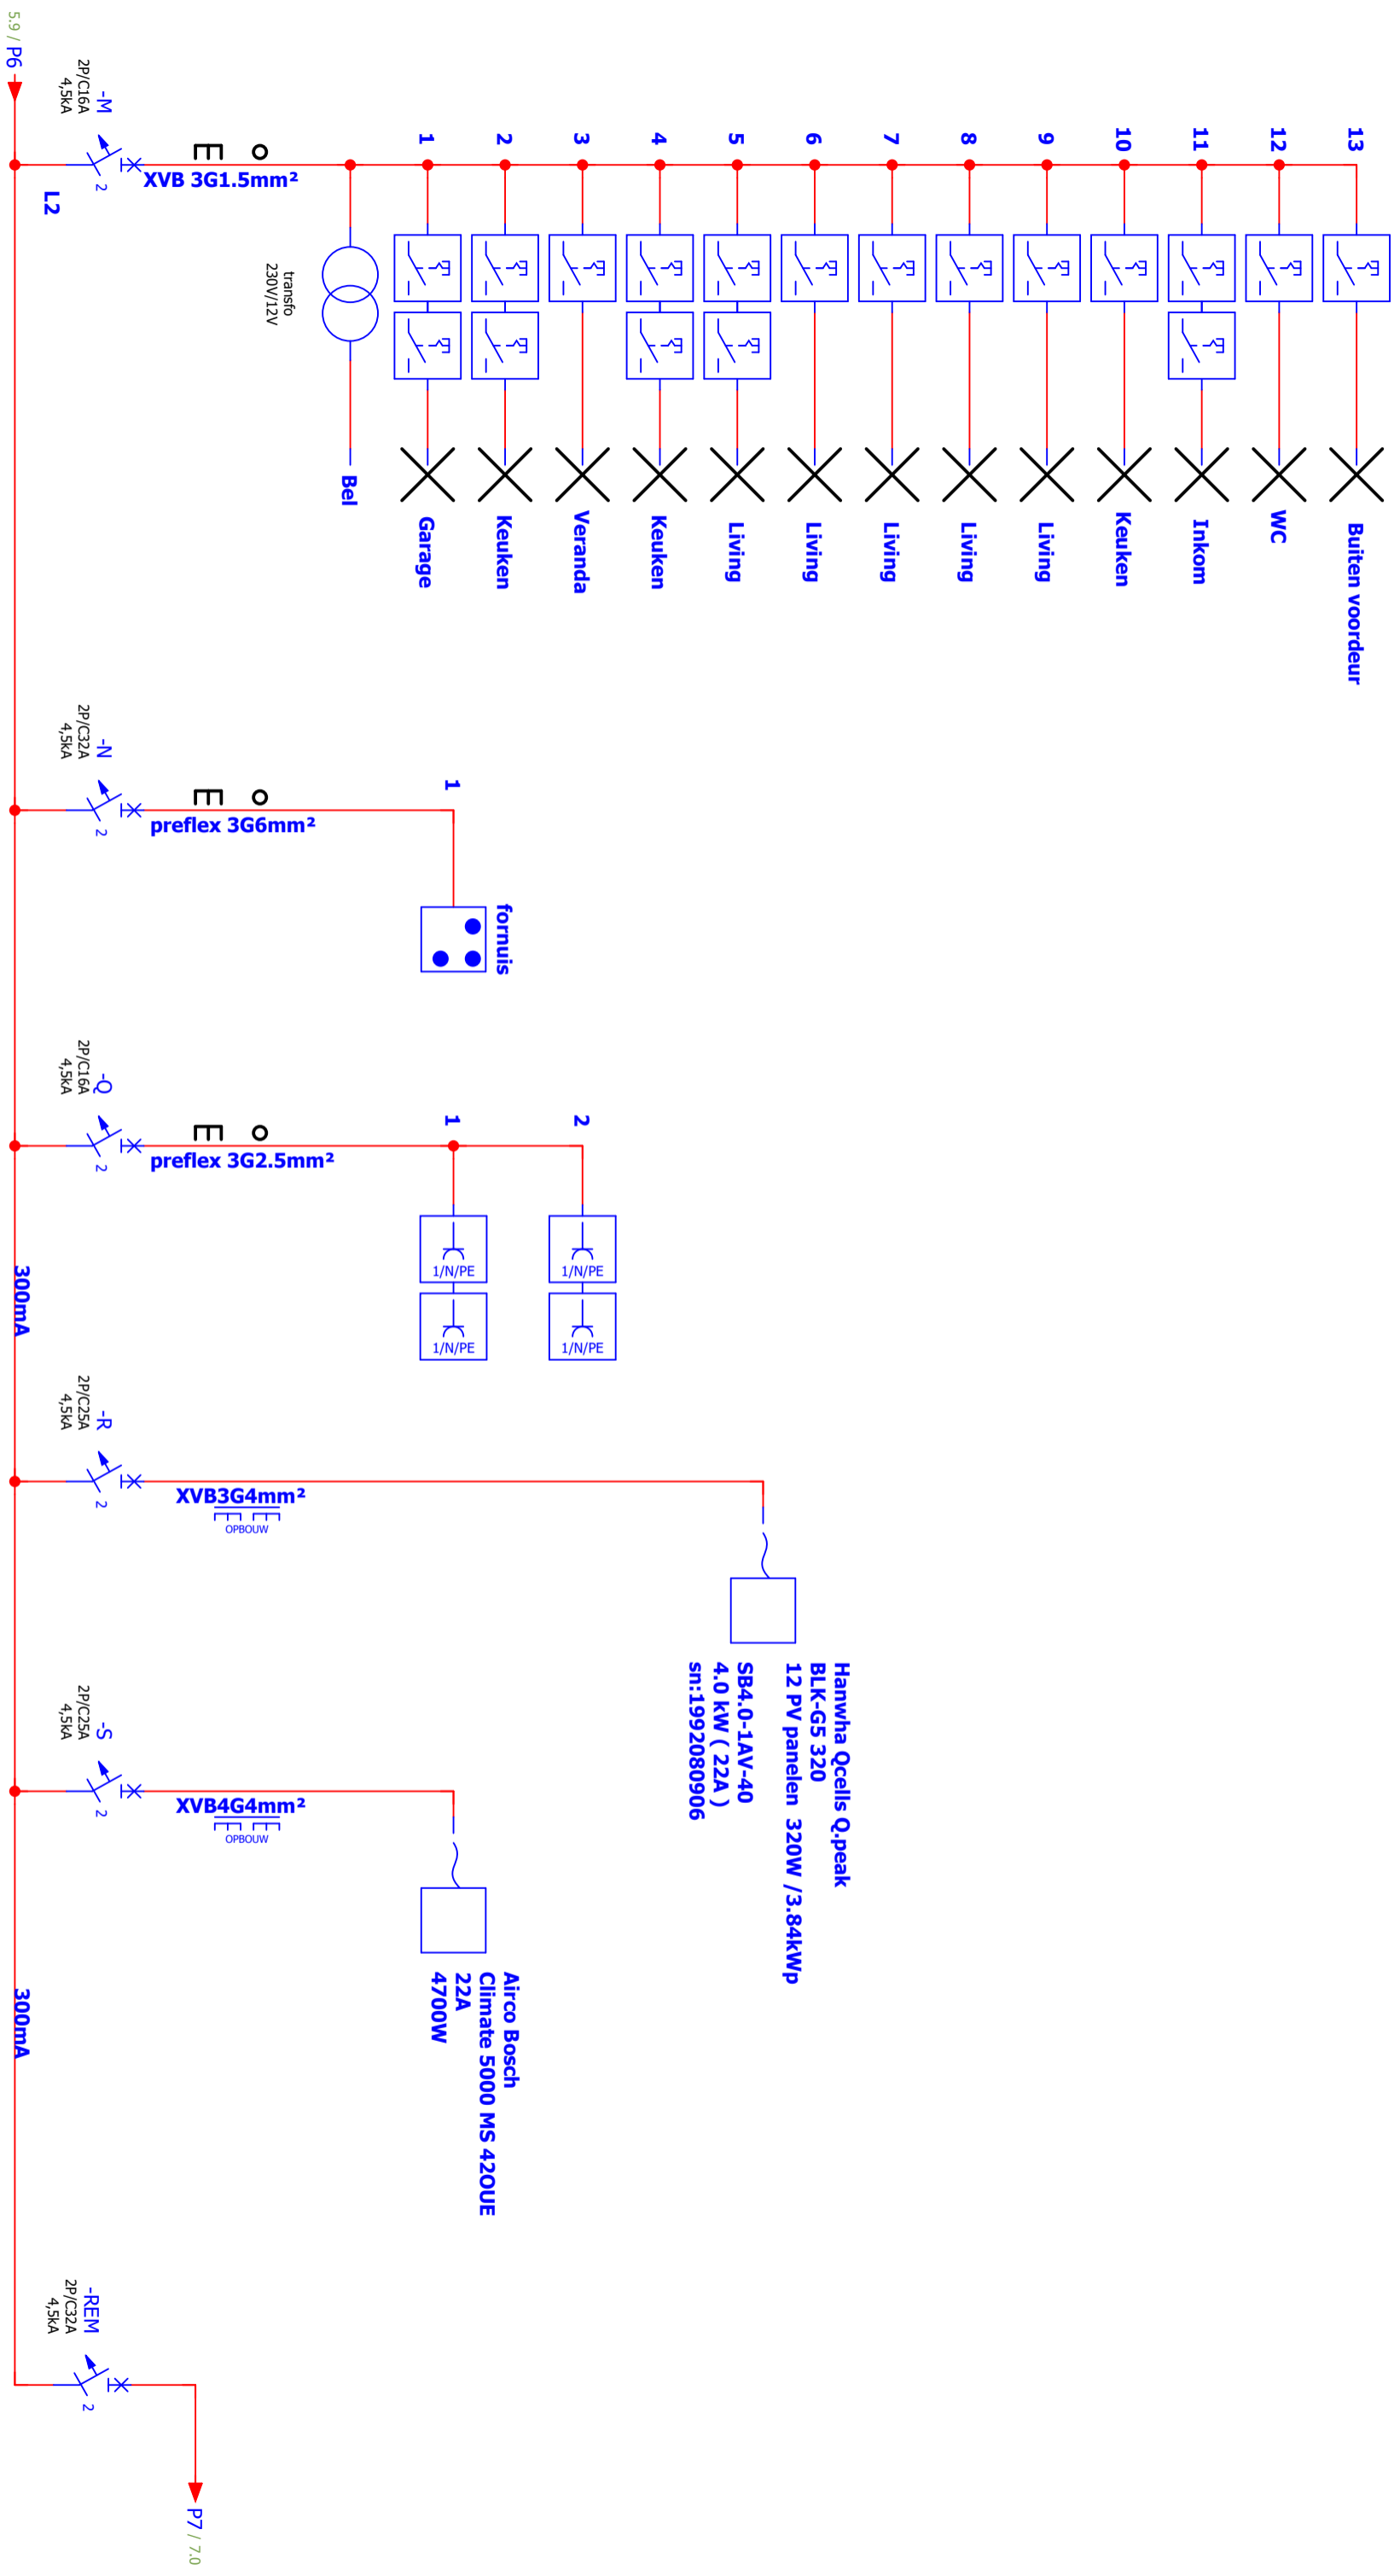 5.9 / P6
-M
2P/C16A
4,5kA
2
L2
XVB 3G1.5mm²
transfo
230V/12V
Bel
1
Garage
2
Keuken
3
Veranda
4
Keuken
5
Living
6
Living
7
Living
8
Living
9
Living
10
Keuken
11
Inkom
12
WC
13
Buiten voordeur
-N
2P/C32A
4,5kA
2
preflex 3G6mm²
1
fornuis
-Q
2P/C16A
4,5kA
2
preflex 3G2.5mm²
1
1/N/PE
1/N/PE
2
1/N/PE
1/N/PE
300mA
-R
2P/C25A
4,5kA
2
XVB3G4mm²
OPBOUW
Hanwha Qcells Q.peak
BLK-G5 320
12 PV panelen 320W /3.84kWp
SB4.0-1AV-40
4.0 kW ( 22A )
sn:1992080906
-S
2P/C25A
4,5kA
2
XVB4G4mm²
OPBOUW
Airco Bosch
Climate 5000 MS 42OUE
22A
4700W
300mA
-REM
2P/C32A
4,5kA
2
P7 / 7.0